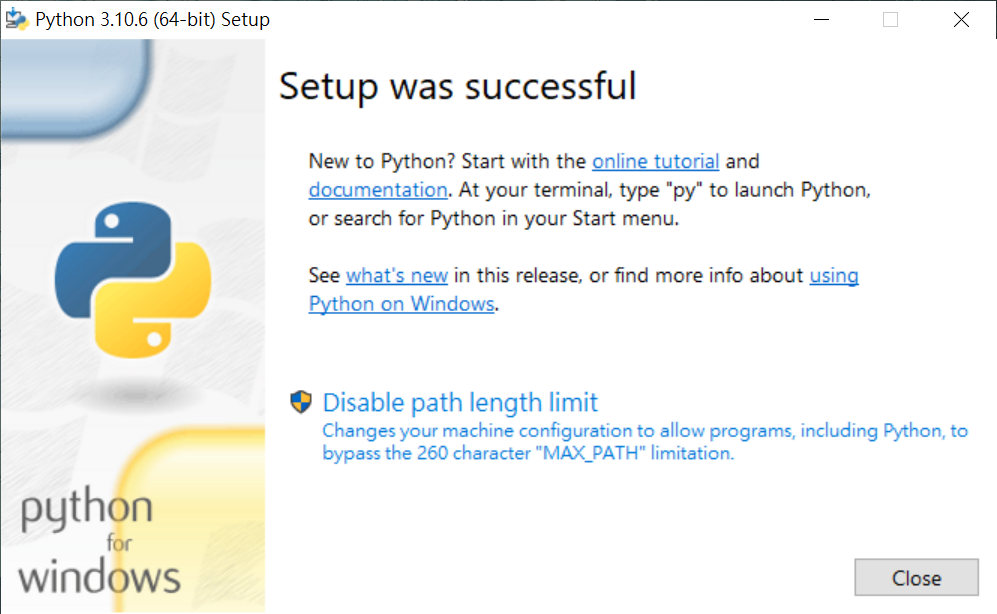 Python 3.10.6 (64-bit) Setup
Setup was successful
New to Python? Start with the online tutorial and
documentation. At your terminal, type "py" to launch Python,
or search for Python in your Start menu.
See what's new in this release, or find more info about using
Python on Windows.
Disable path length limit
Changes your machine configuration to allow programs, including Python, to
bypass the 260 character "MAX_PATH" limitation.
python
for
windows
Close